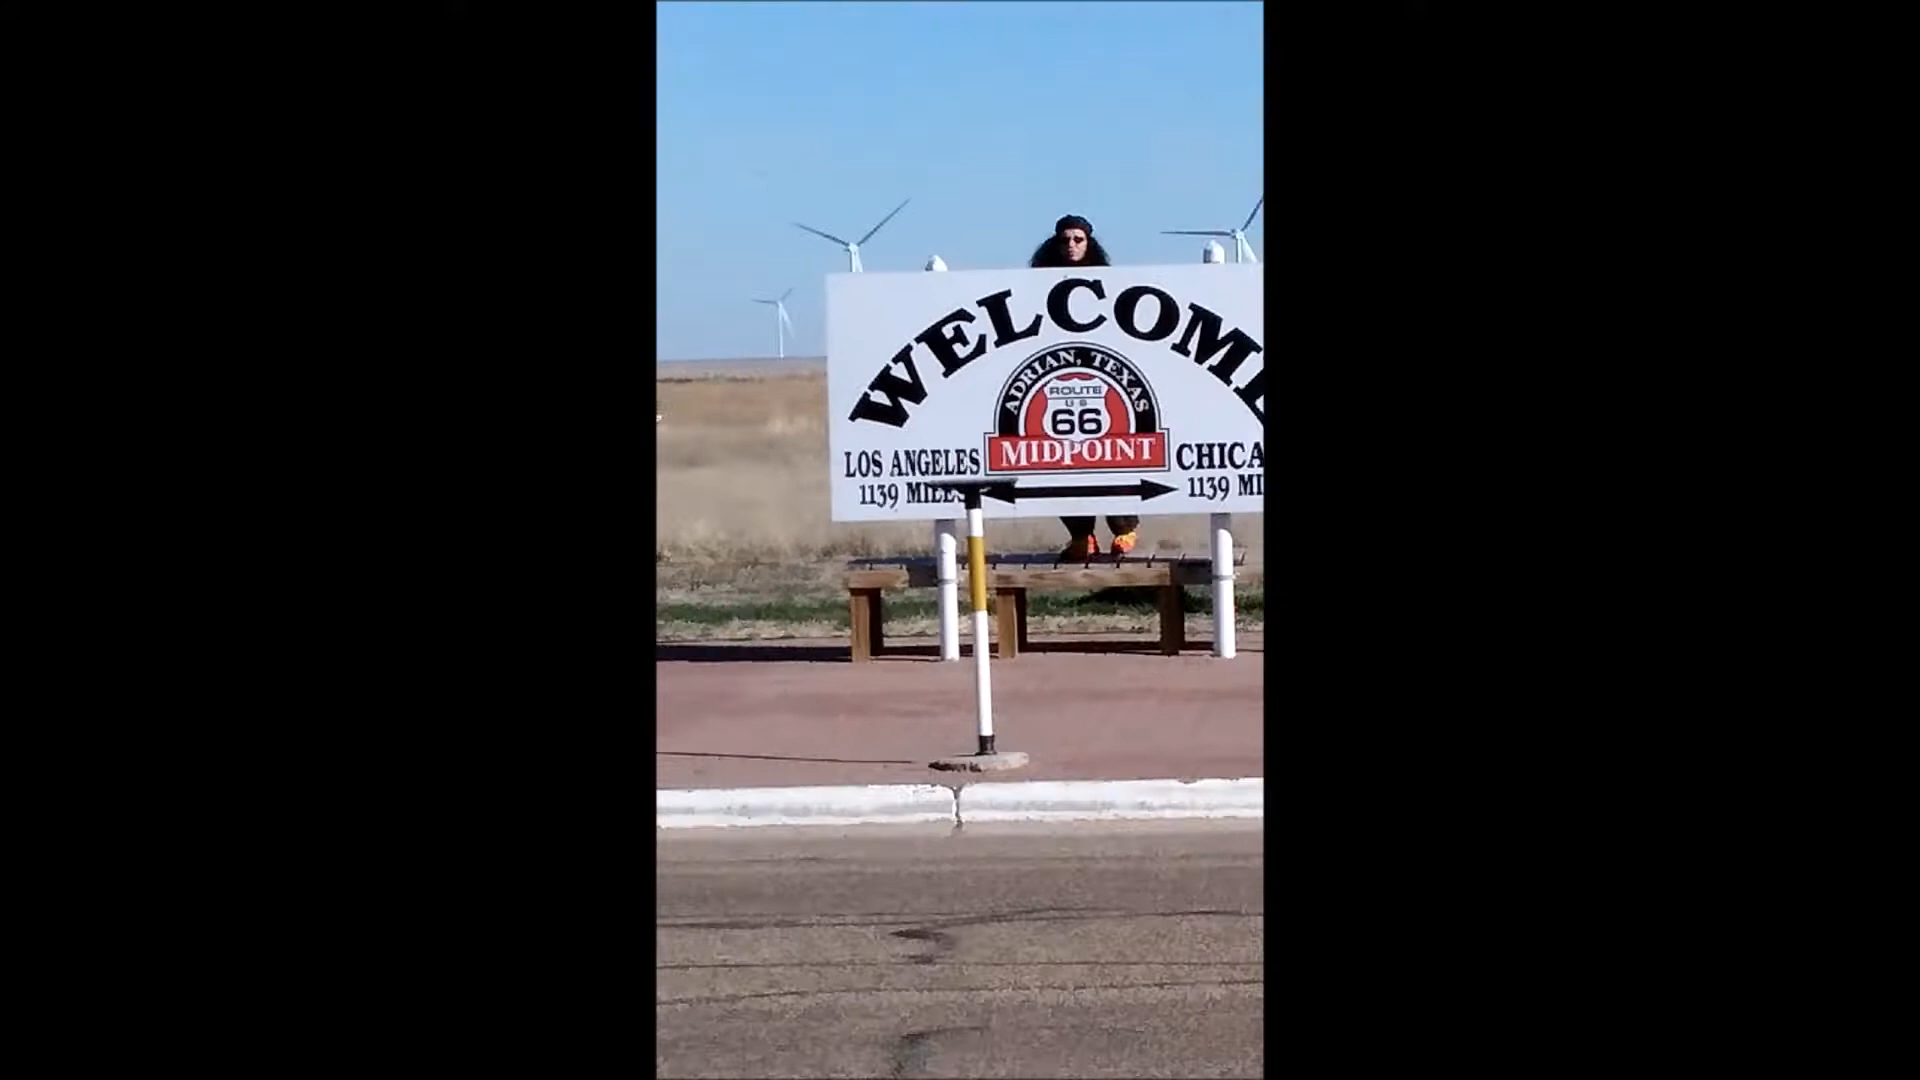 WELCOM
ADRIAN, TEXAS
ROUTE
US
66
MIDPOINT
LOS ANGELES
1139 MILES
CHICA
1139 MI